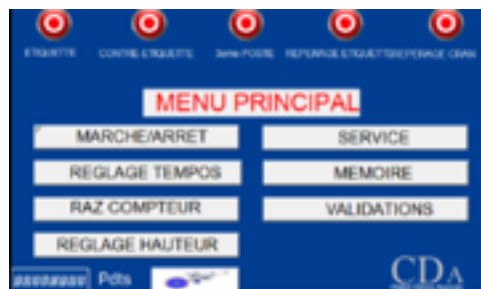 ETIQUETTE CONTRE ETIQUETTE 3eme POSTE REPERAGE ETIQUETTE REPERAGE CRAN
MENU PRINCIPAL
MARCHE/ARRET SERVICE
REGLAGE TEMPOS MEMOIRE
RAZ COMPTEUR VALIDATIONS
REGLAGE HAUTEUR
Pdts CDA